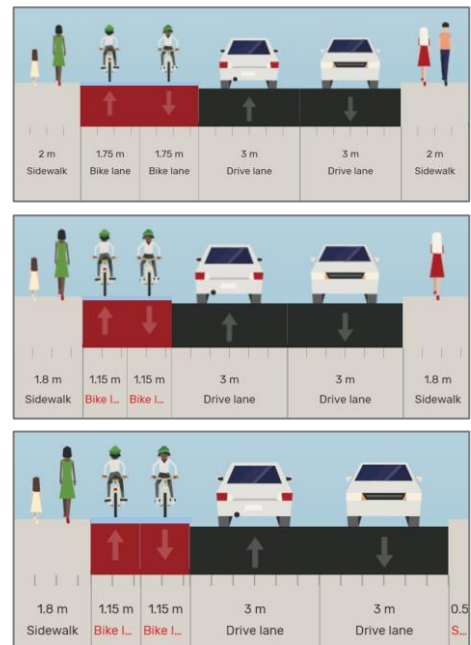 2 m 1.75 m 1.75 m 3 m 3 m 2 m
Sidewalk Bike lane Bike lane Drive lane Drive lane Sidewalk
1.8 m 1.15 m 1.15 m 3 m 3 m 1.8 m
Sidewalk Bike l... Bike l... Drive lane Drive lane Sidewalk
1.8 m 1.15 m 1.15 m 3 m 3 m 0.5
Sidewalk Bike l... Bike l... Drive lane Drive lane S...